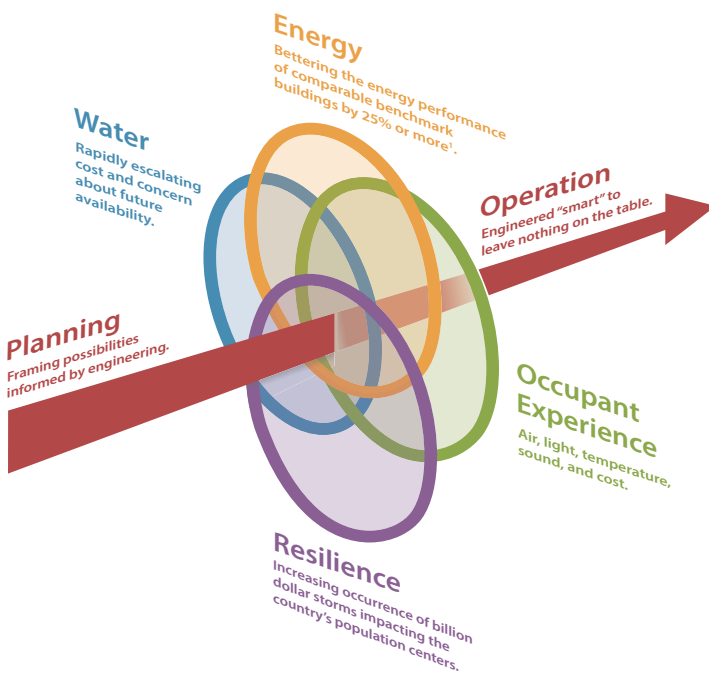 Energy
Bettering the energy performance
of comparable benchmark
buildings by 25% or more¹.
Water
Rapidly escalating
cost and concern
about future
availability.
Operation
Engineered “smart” to
leave nothing on the table.
Planning
Framing possibilities
informed by engineering.
Occupant
Experience
Air, light, temperature,
sound, and cost.
Resilience
Increasing occurrence of billion
dollar storms impacting the
country’s population centers.